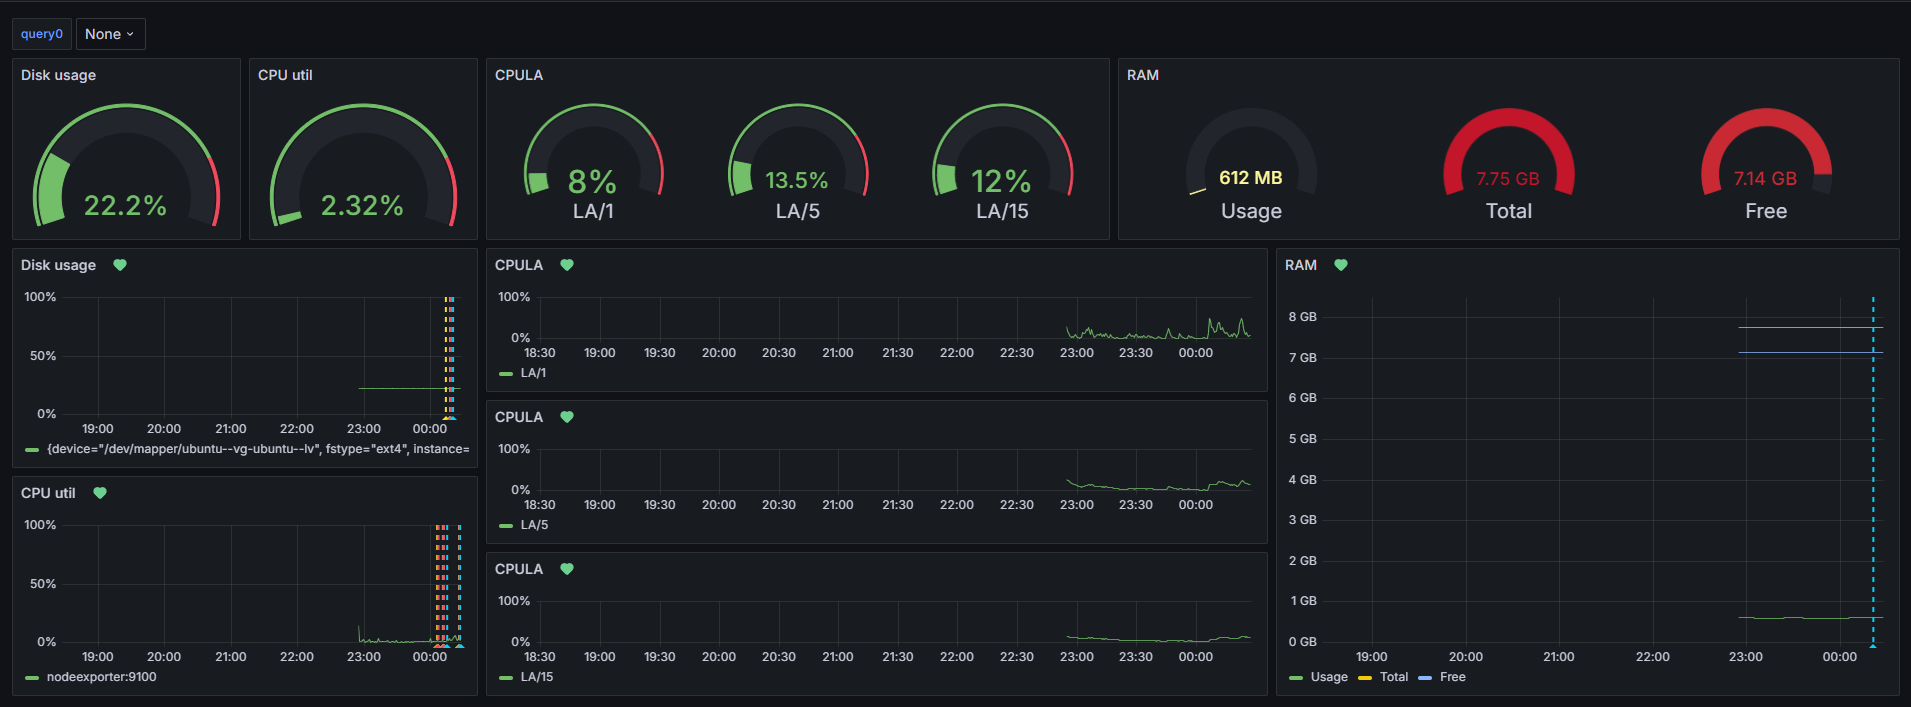 query0 None
Disk usage
22.2%
CPU util
2.32%
CPULA
8% 13.5% 12%
LA/1 LA/5 LA/15
RAM
612 MB 7.75 GB 7.14 GB
Usage Total Free
Disk usage
100%
50%
0%
19:00 20:00 21:00 22:00 23:00 00:00
{device="/dev/mapper/ubuntu--vg-ubuntu--lv", fstype="ext4", instance=
CPU util
100%
50%
0%
19:00 20:00 21:00 22:00 23:00 00:00
nodeexporter:9100
CPULA
100%
0%
18:30 19:00 19:30 20:00 20:30 21:00 21:30 22:00 22:30 23:00 23:30 00:00
LA/1
CPULA
100%
0%
18:30 19:00 19:30 20:00 20:30 21:00 21:30 22:00 22:30 23:00 23:30 00:00
LA/5
CPULA
100%
0%
18:30 19:00 19:30 20:00 20:30 21:00 21:30 22:00 22:30 23:00 23:30 00:00
LA/15
RAM
8 GB
7 GB
6 GB
5 GB
4 GB
3 GB
2 GB
1 GB
0 GB
19:00 20:00 21:00 22:00 23:00 00:00
Usage Total Free